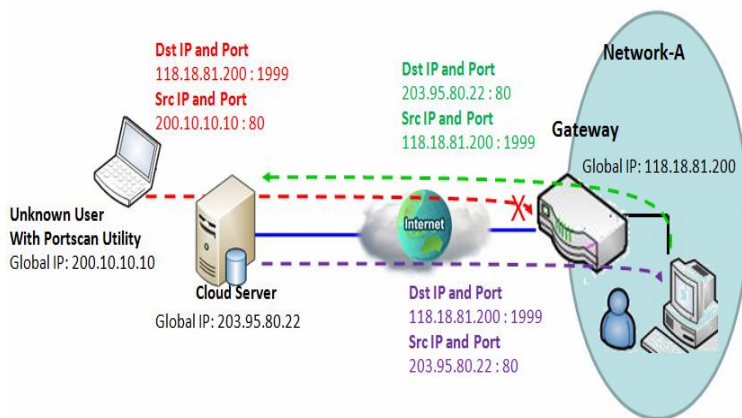 Dst IP and Port
118.18.81.200 : 1999
Src IP and Port
200.10.10.10 : 80
Dst IP and Port
203.95.80.22 : 80
Src IP and Port
118.18.81.200 : 1999
Network-A
Gateway
Global IP: 118.18.81.200
Unknown User
With Portscan Utility
Global IP: 200.10.10.10
Internet
Cloud Server
Global IP: 203.95.80.22
Dst IP and Port
118.18.81.200 : 1999
Src IP and Port
203.95.80.22 : 80